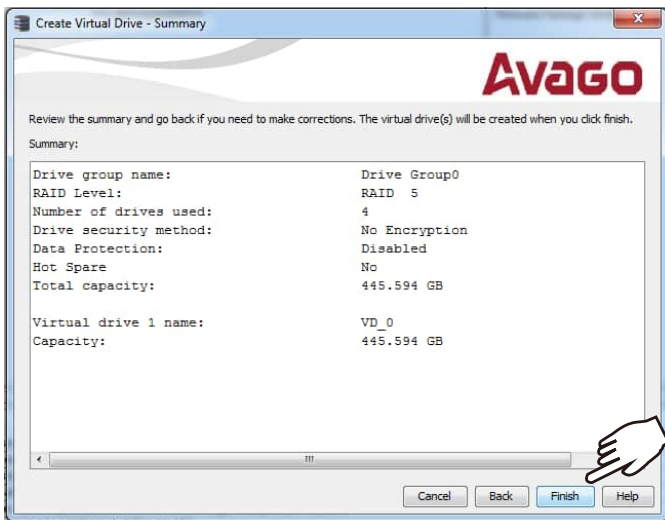 Create Virtual Drive - Summary
Avago
Review the summary and go back if you need to make corrections. The virtual drive(s) will be created when you click finish.
Summary:
Drive group name: Drive Group0
RAID Level: RAID 5
Number of drives used: 4
Drive security method: No Encryption
Data Protection: Disabled
Hot Spare No
Total capacity: 445.594 GB
Virtual drive 1 name: VD_0
Capacity: 445.594 GB
Cancel Back Finish Help